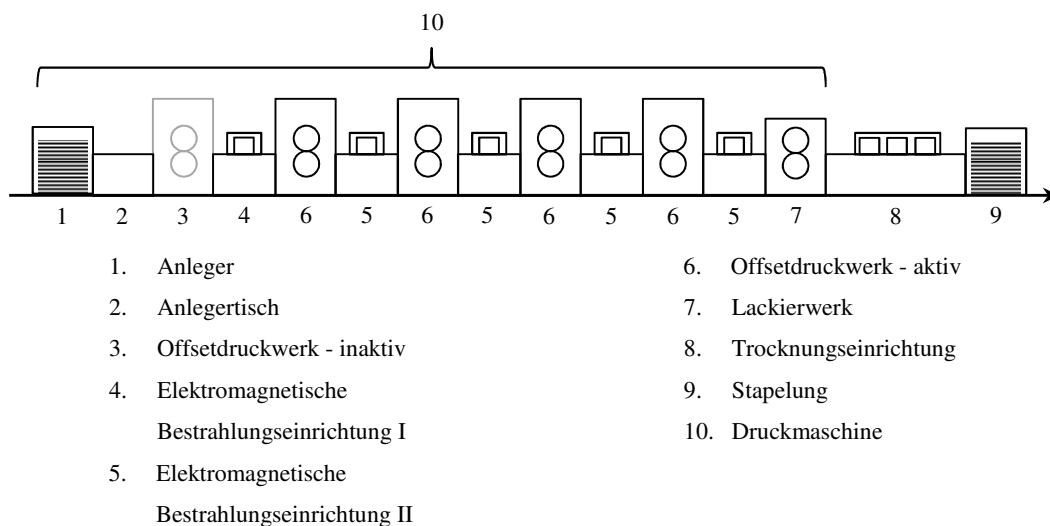 10
1 2 3 4 6 5 6 5 6 5 6 5 7 8 9
1. Anleger
2. Anlegertisch
3. Offsetdruckwerk - inaktiv
4. Elektromagnetische
Bestrahlungseinrichtung I
5. Elektromagnetische
Bestrahlungseinrichtung II
6. Offsetdruckwerk - aktiv
7. Lackierwerk
8. Trocknungseinrichtung
9. Stapelung
10. Druckmaschine